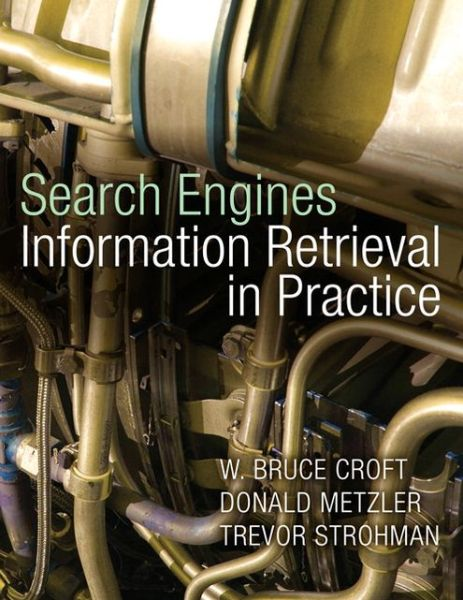 Search Engines
Information Retrieval
in Practice
W. BRUCE CROFT
DONALD METZLER
TREVOR STROHMAN